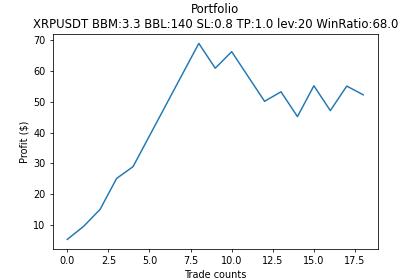 Portfolio
XRPUSDT BBM:3.3 BBL:140 SL:0.8 TP:1.0 lev:20 WinRatio:68.0
70
60
50
40
30
20
10
Profit ($)
0.0 2.5 5.0 7.5 10.0 12.5 15.0 17.5
Trade counts